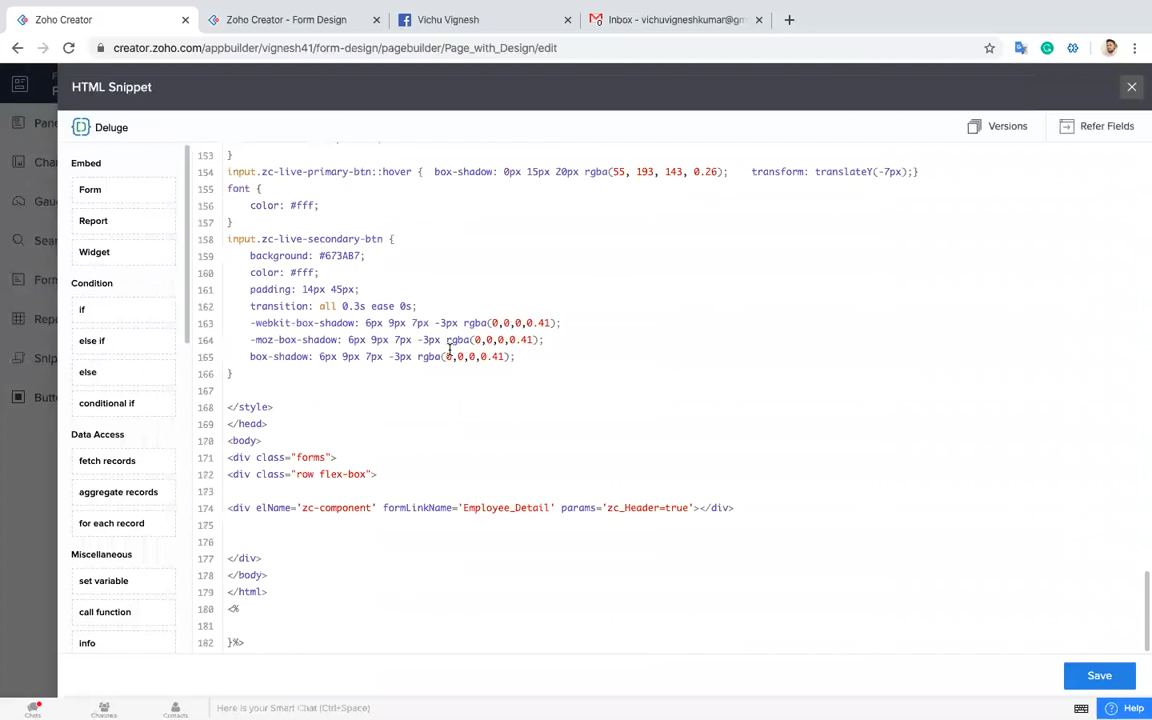 Zoho Creator
Zoho Creator - Form Design
Vichu Vignesh
Inbox - vichuvigneshkumar@gm
creator.zoho.com/appbuilder/vignesh41/form-design/pagebuilder/Page_with_Design/edit
HTML Snippet
Deluge
Versions
Refer Fields
Embed
Form
Report
Widget
Condition
if
else if
else
conditional if
Data Access
fetch records
aggregate records
for each record
Miscellaneous
set variable
call function
info
153 }
154 input.zc-live-primary-btn::hover { box-shadow: 0px 15px 20px rgba(55, 193, 143, 0.26); transform: translateY(-7px);}
155 font {
156 color: #fff;
157 }
158 input.zc-live-secondary-btn {
159 background: #673AB7;
160 color: #fff;
161 padding: 14px 45px;
162 transition: all 0.3s ease 0s;
163 -webkit-box-shadow: 6px 9px 7px -3px rgba(0,0,0,0.41);
164 -moz-box-shadow: 6px 9px 7px -3px rgba(0,0,0,0.41);
165 box-shadow: 6px 9px 7px -3px rgba(0,0,0,0.41);
166 }
167
168 </style>
169 </head>
170 <body>
171 <div class="forms">
122 <div class="row flex-box">
173
174 <div elName='zc-component' formLinkName='Employee_Detail' params='zc_Header=true'></div>
175
176
177 </div>
178 </body>
179 </html>
180 <%
181
182 }%>
Save
Chats
Contacts
Here is your Smart Chat (Ctrl+Space)
Help